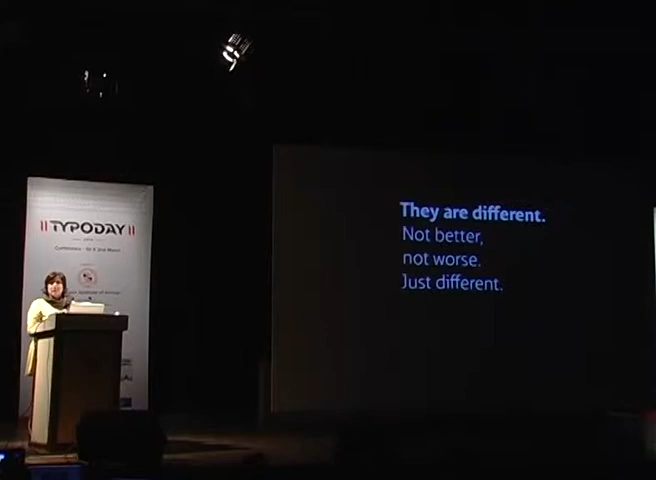 TYPODAY
They are different.
Not better,
not worse.
Just different.